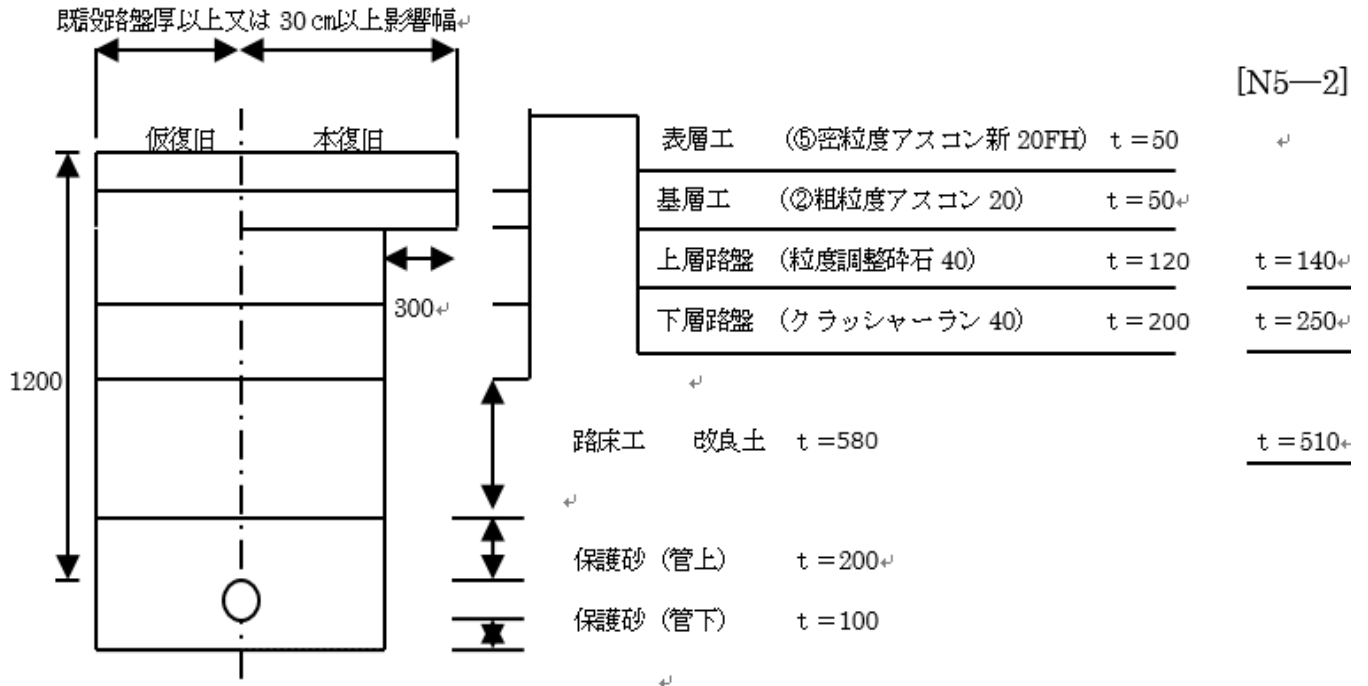 既設路盤厚以上又は 30 ㎝以上影響幅↵
[N5―2]
仮復旧 本復旧
表層工 (⑤密粒度アスコン新 20FH) t=50 ↵
基層工 (②粗粒度アスコン 20) t=50↵
上層路盤 (粒度調整砕石 40) t=120 t=140↵
300↵
下層路盤 (クラッシャーラン 40) t=200 t=250↵
1200
↵
路床工 改良土 t=580 t=510↵
↵
保護砂(管上) t=200↵
保護砂(管下) t=100
↵